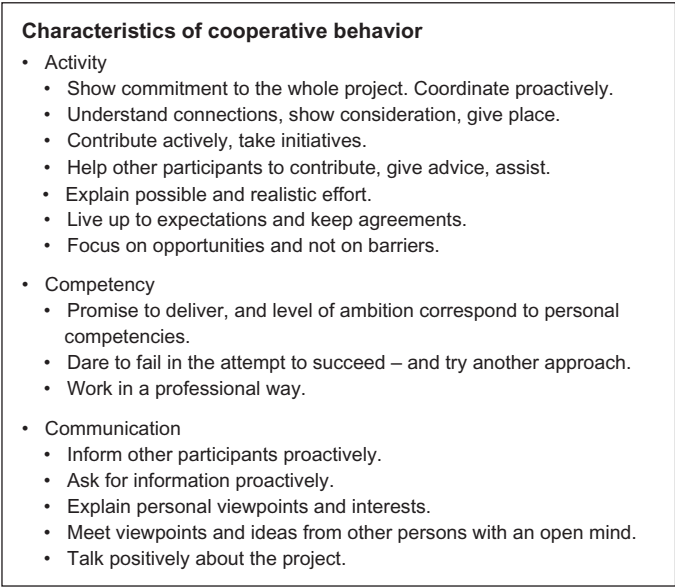 Characteristics of cooperative behavior
• Activity
• Show commitment to the whole project. Coordinate proactively.
• Understand connections, show consideration, give place.
• Contribute actively, take initiatives.
• Help other participants to contribute, give advice, assist.
• Explain possible and realistic effort.
• Live up to expectations and keep agreements.
• Focus on opportunities and not on barriers.
• Competency
• Promise to deliver, and level of ambition correspond to personal
competencies.
• Dare to fail in the attempt to succeed – and try another approach.
• Work in a professional way.
• Communication
• Inform other participants proactively.
• Ask for information proactively.
• Explain personal viewpoints and interests.
• Meet viewpoints and ideas from other persons with an open mind.
• Talk positively about the project.